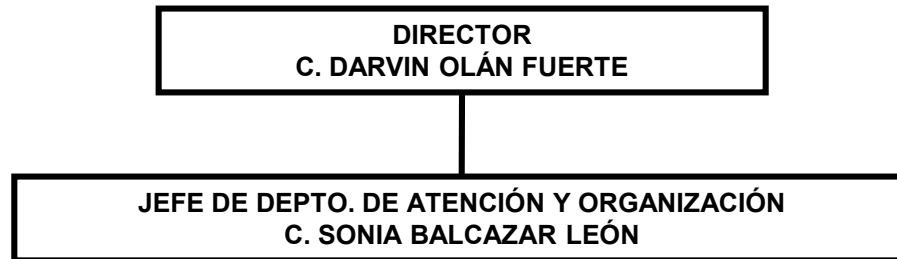 DIRECTOR
C. DARVIN OLÁN FUERTE
JEFE DE DEPTO. DE ATENCIÓN Y ORGANIZACIÓN
C. SONIA BALCAZAR LEÓN